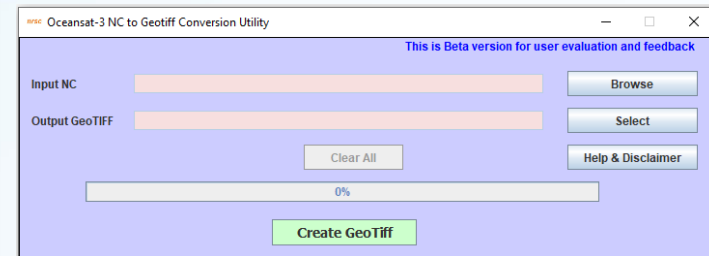 nrsc Oceansat-3 NC to Geotiff Conversion Utility
This is Beta version for user evaluation and feedback
Input NC Browse
Output GeoTIFF Select
Clear All Help & Disclaimer
0%
Create GeoTiff